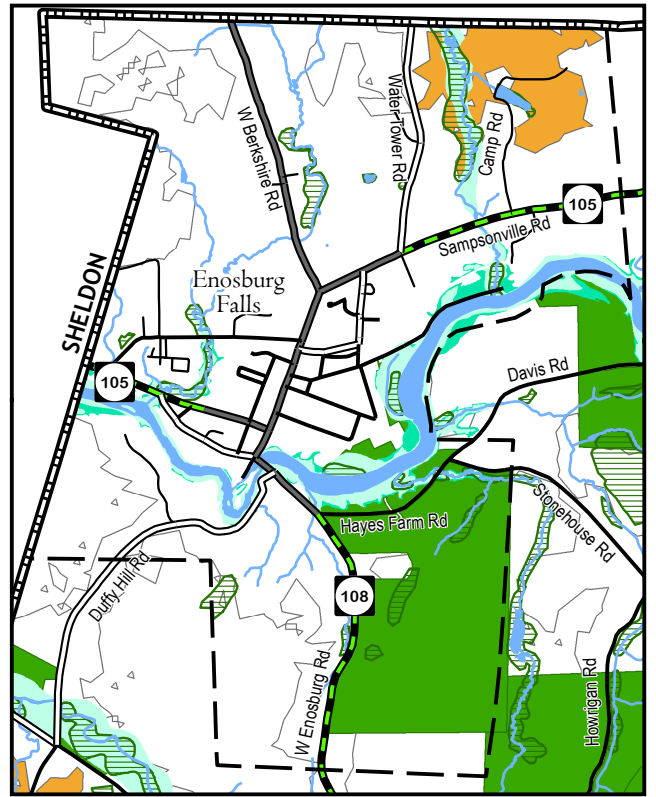 W Berkshire Rd
Water Tower Rd
Camp Rd
105
Sampsonville Rd
SHELDON
Enosburg
Falls
105
Davis Rd
Hayes Farm Rd
Stonehouse Rd
Duffy Hill Rd
108
W Enosburg Rd
Howrigan Rd